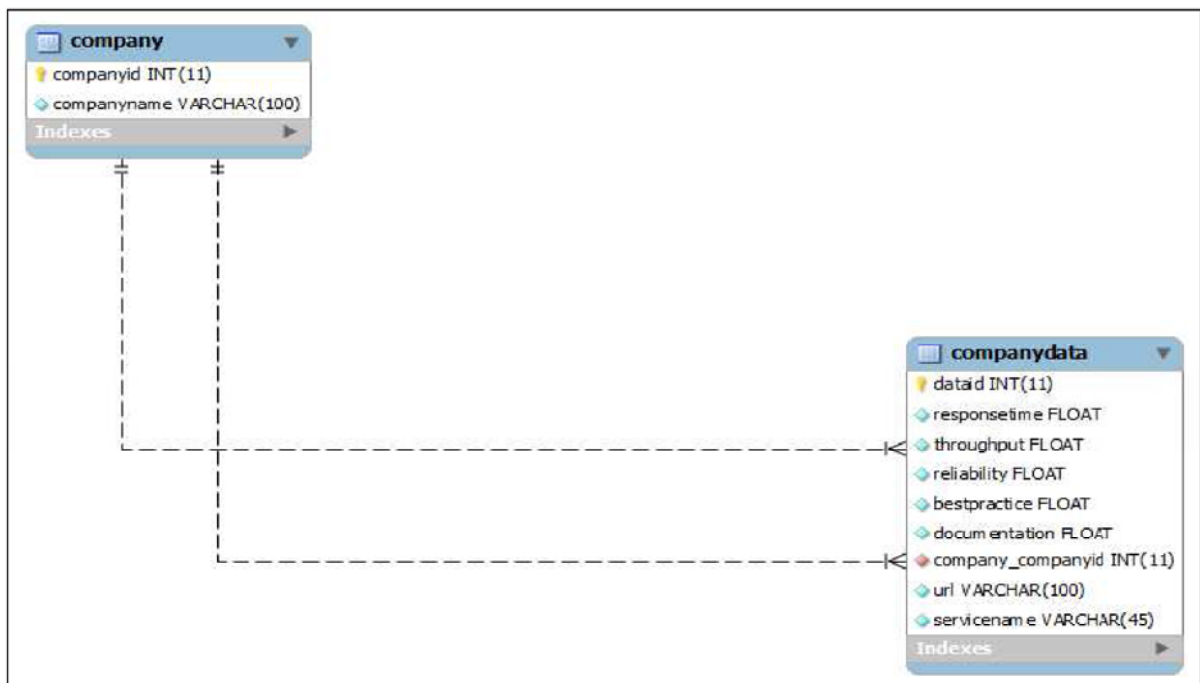 company
companyid INT(11)
companyname VARCHAR(100)
Indexes
companydata
dataid INT(11)
responsetime FLOAT
throughput FLOAT
reliability FLOAT
bestpractice FLOAT
documentation FLOAT
company_companyid INT(11)
url VARCHAR(100)
servicename VARCHAR(45)
Indexes